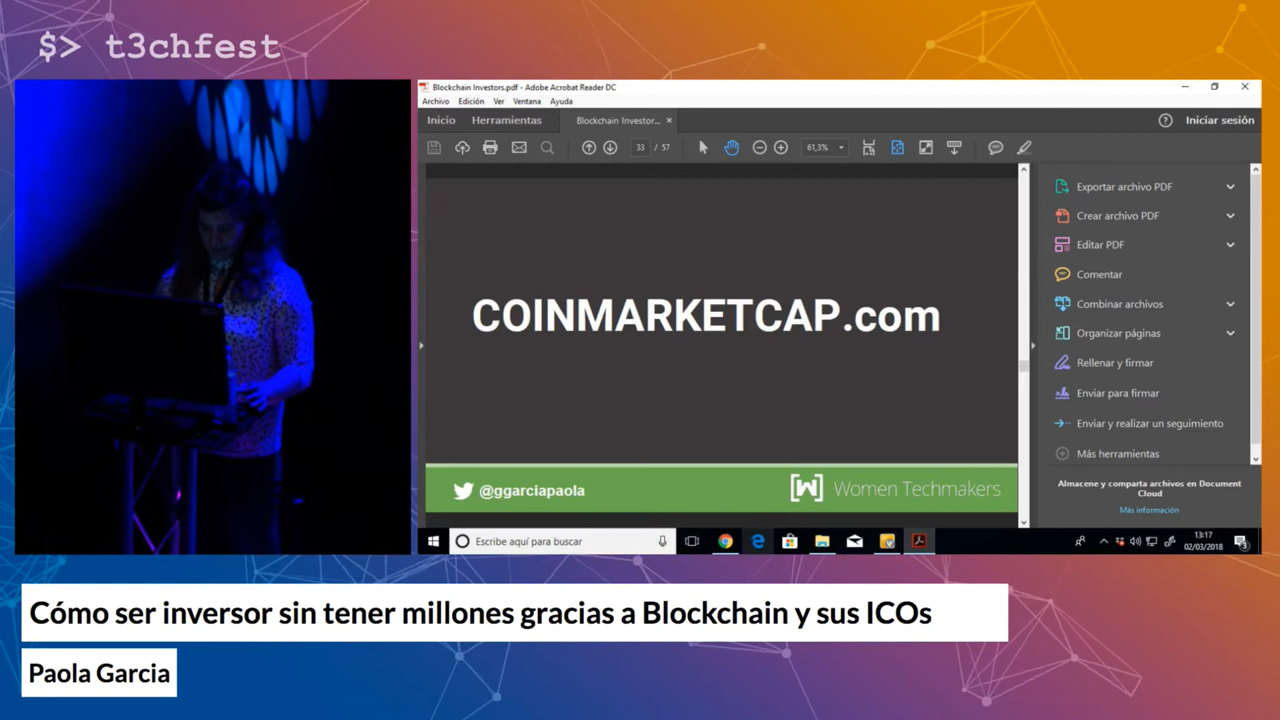 $> t3chfest
Blockchain Investors.pdf - Adobe Acrobat Reader DC
Archivo Edición Ver Ventana Ayuda
Inicio Herramientas Blockchain Investor... × Iniciar sesión
33 / 57 61,3%
Exportar archivo PDF
Crear archivo PDF
Editar PDF
Comentar
Combinar archivos
Organizar páginas
Rellenar y firmar
Enviar para firmar
Enviar y realizar un seguimiento
Más herramientas
Almacene y comparta archivos en Document
Cloud
Más información
COINMARKETCAP.com
@ggarciapaola
[W] Women Techmakers
Escribe aquí para buscar
13:17
02/03/2018
3
Cómo ser inversor sin tener millones gracias a Blockchain y sus ICOs
Paola Garcia